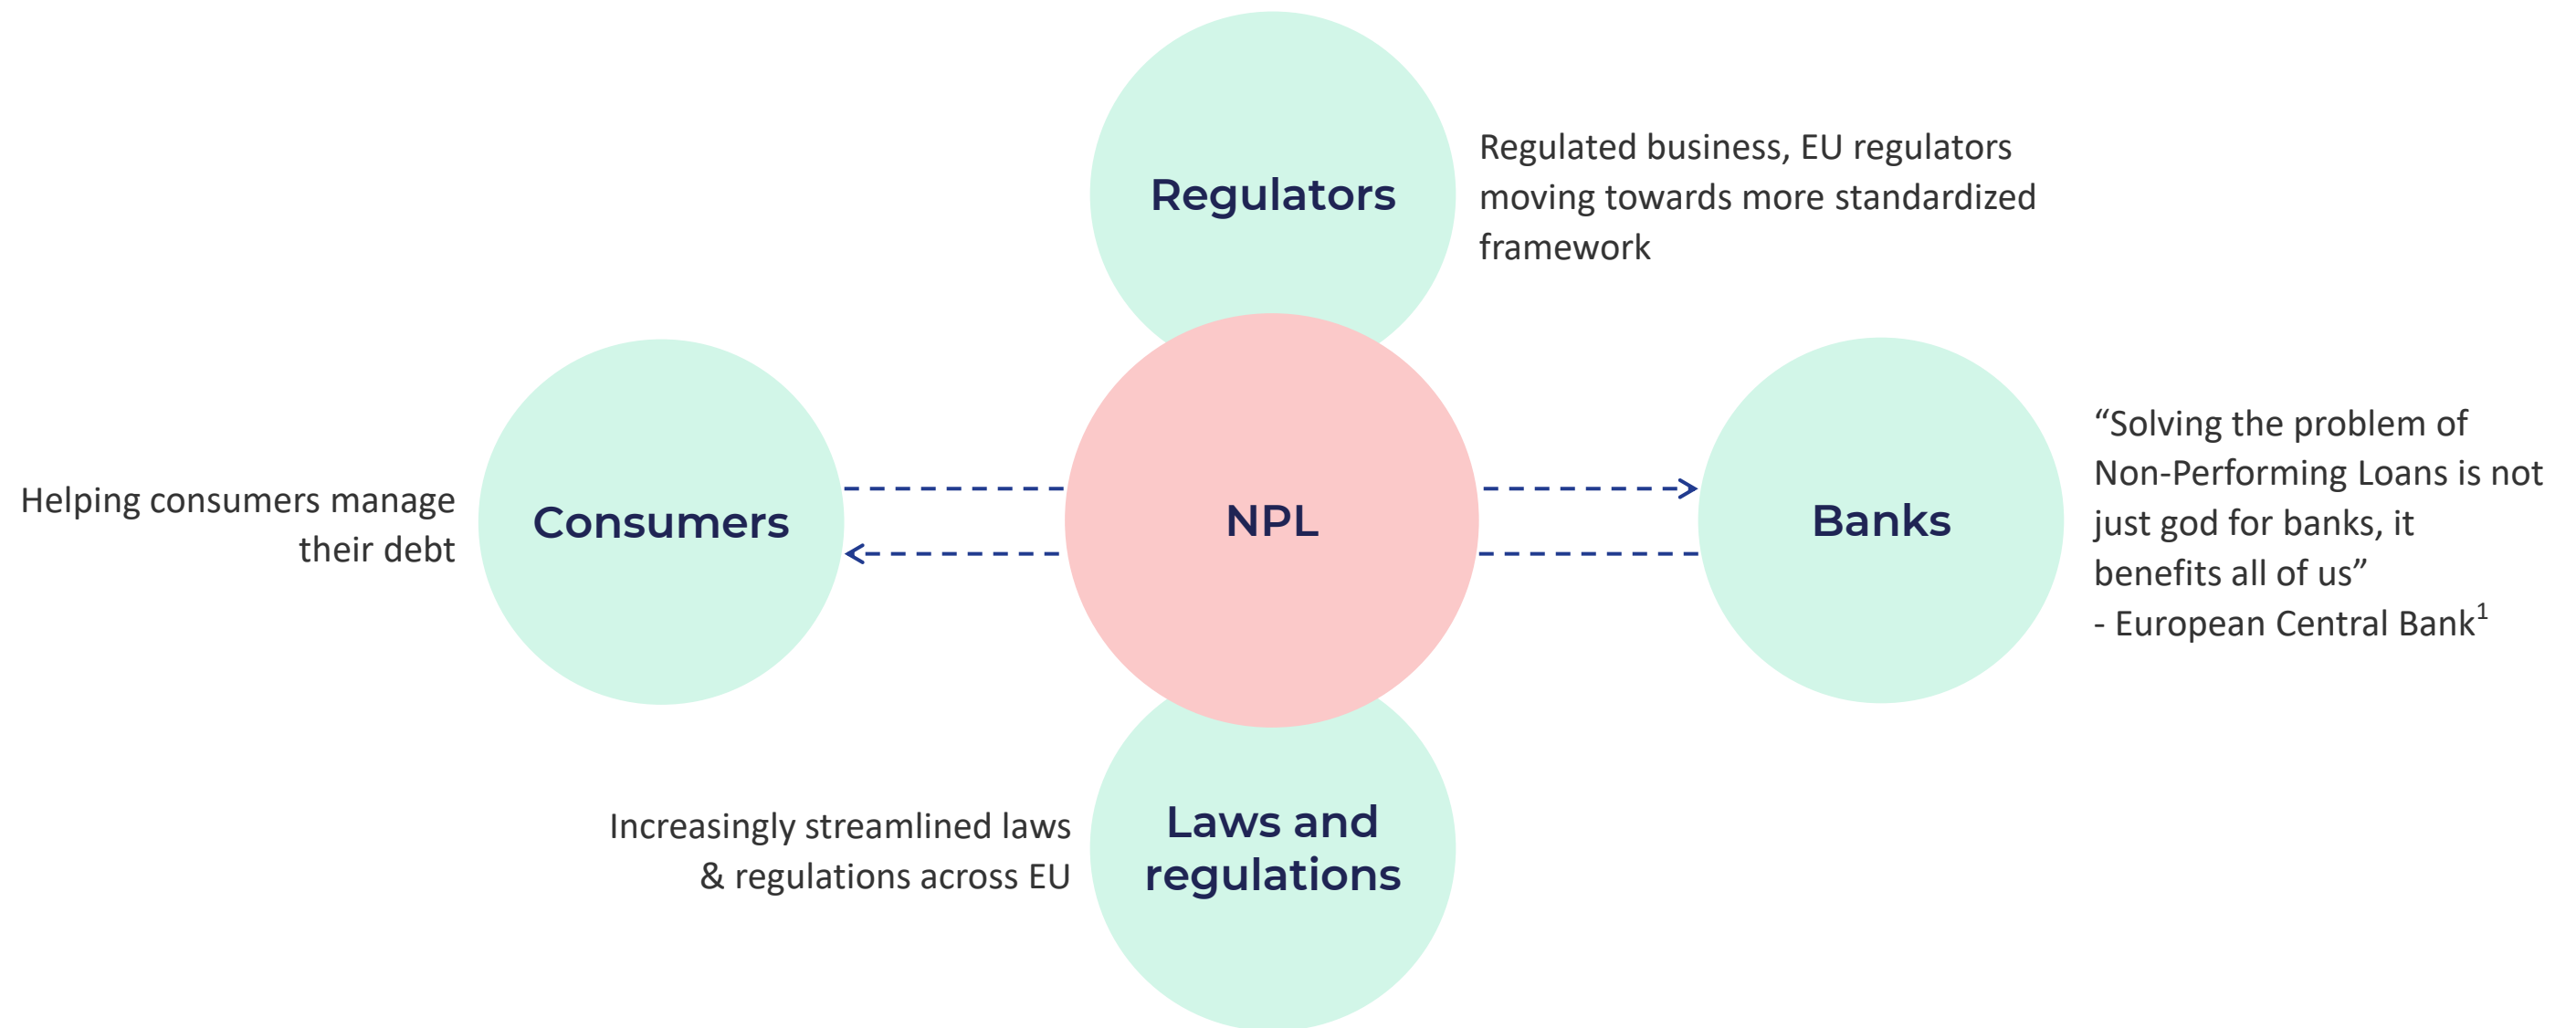 Regulators
Regulated business, EU regulators
moving towards more standardized
framework
Helping consumers manage
their debt
Consumers
NPL
Banks
“Solving the problem of
Non-Performing Loans is not
just god for banks, it
benefits all of us”
- European Central Bank¹
Increasingly streamlined laws
& regulations across EU
Laws and
regulations